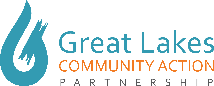 Great Lakes
COMMUNITY ACTION
PARTNERSHIP